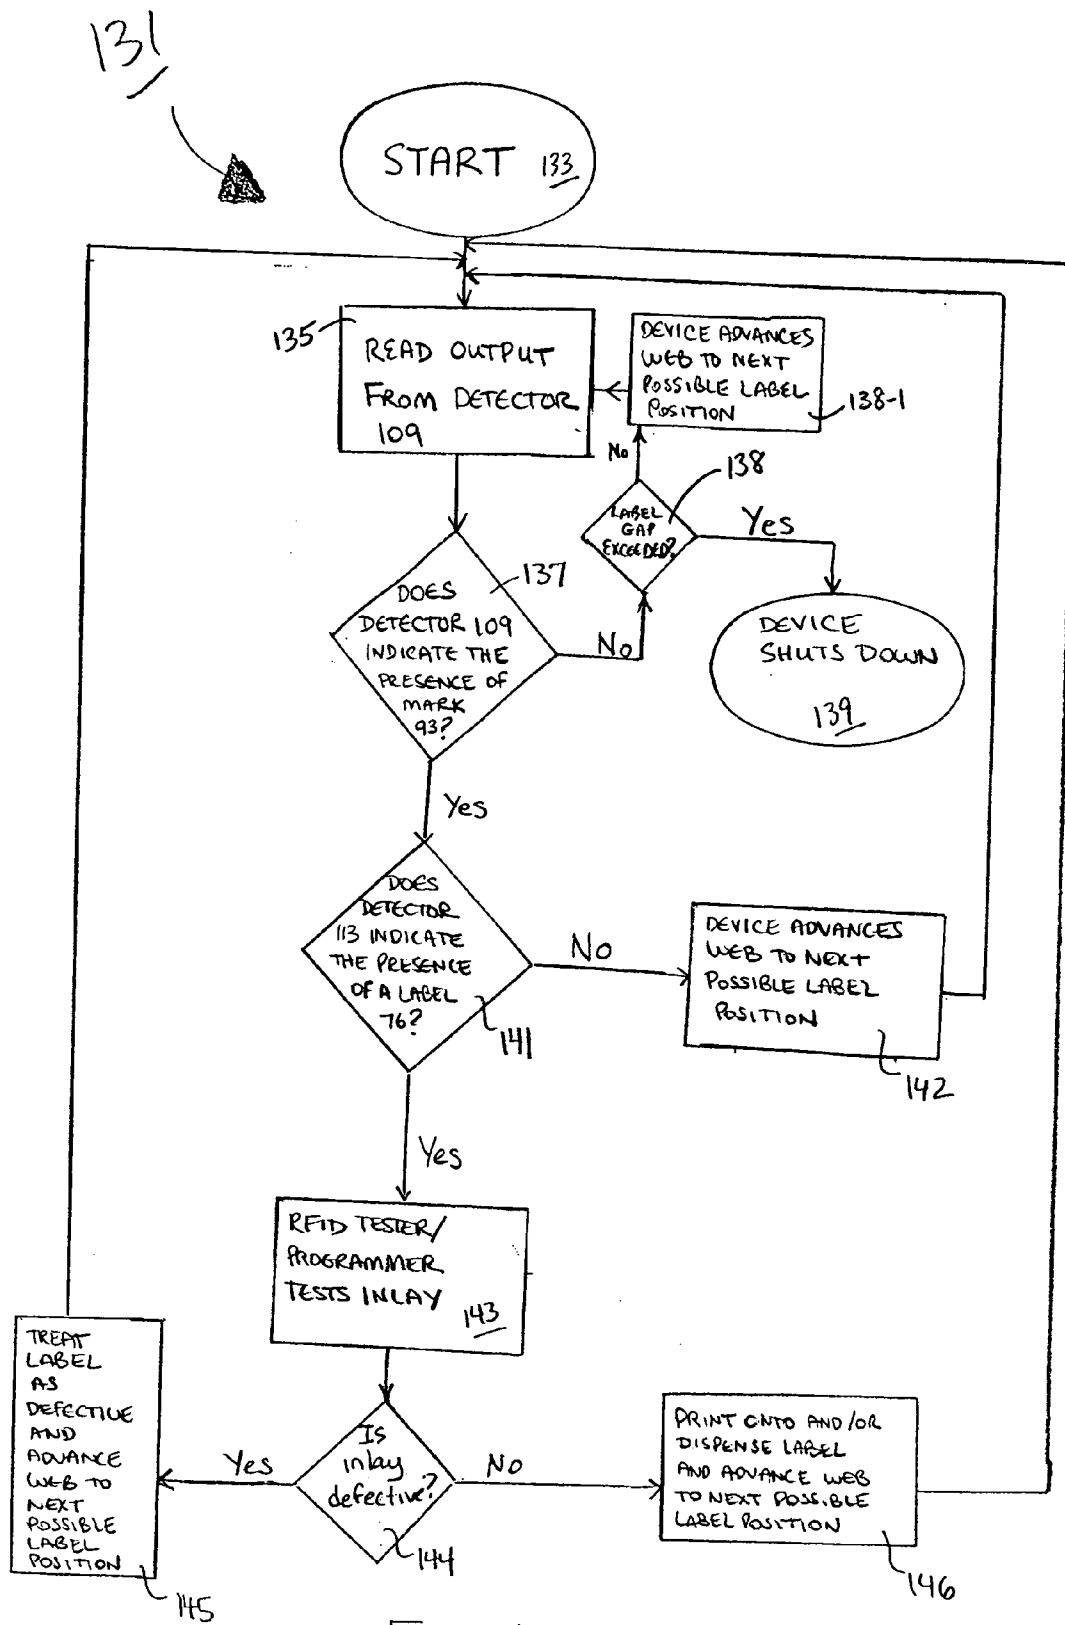 131
START 133
135
READ OUTPUT
FROM DETECTOR
109
DEVICE ADVANCES
WEB TO NEXT
POSSIBLE LABEL
POSITION
138-1
No
138
LABEL
GAP
EXCEEDED?
Yes
DEVICE
SHUTS DOWN
139
137
DOES
DETECTOR 109
INDICATE THE
PRESENCE OF
MARK
93?
No
Yes
DOES
DETECTOR
113 INDICATE
THE PRESENCE
OF A LABEL
76?
141
No
DEVICE ADVANCES
WEB TO NEXT
POSSIBLE LABEL
POSITION
142
Yes
RFID TESTER/
PROGRAMMER
TESTS INLAY
143
Is
inlay
defective?
144
Yes
TREAT
LABEL
AS
DEFECTIVE
AND
ADVANCE
WEB TO
NEXT
POSSIBLE
LABEL
POSITION
145
No
PRINT ONTO AND/OR
DISPENSE LABEL
AND ADVANCE WEB
TO NEXT POSSIBLE
LABEL POSITION
146